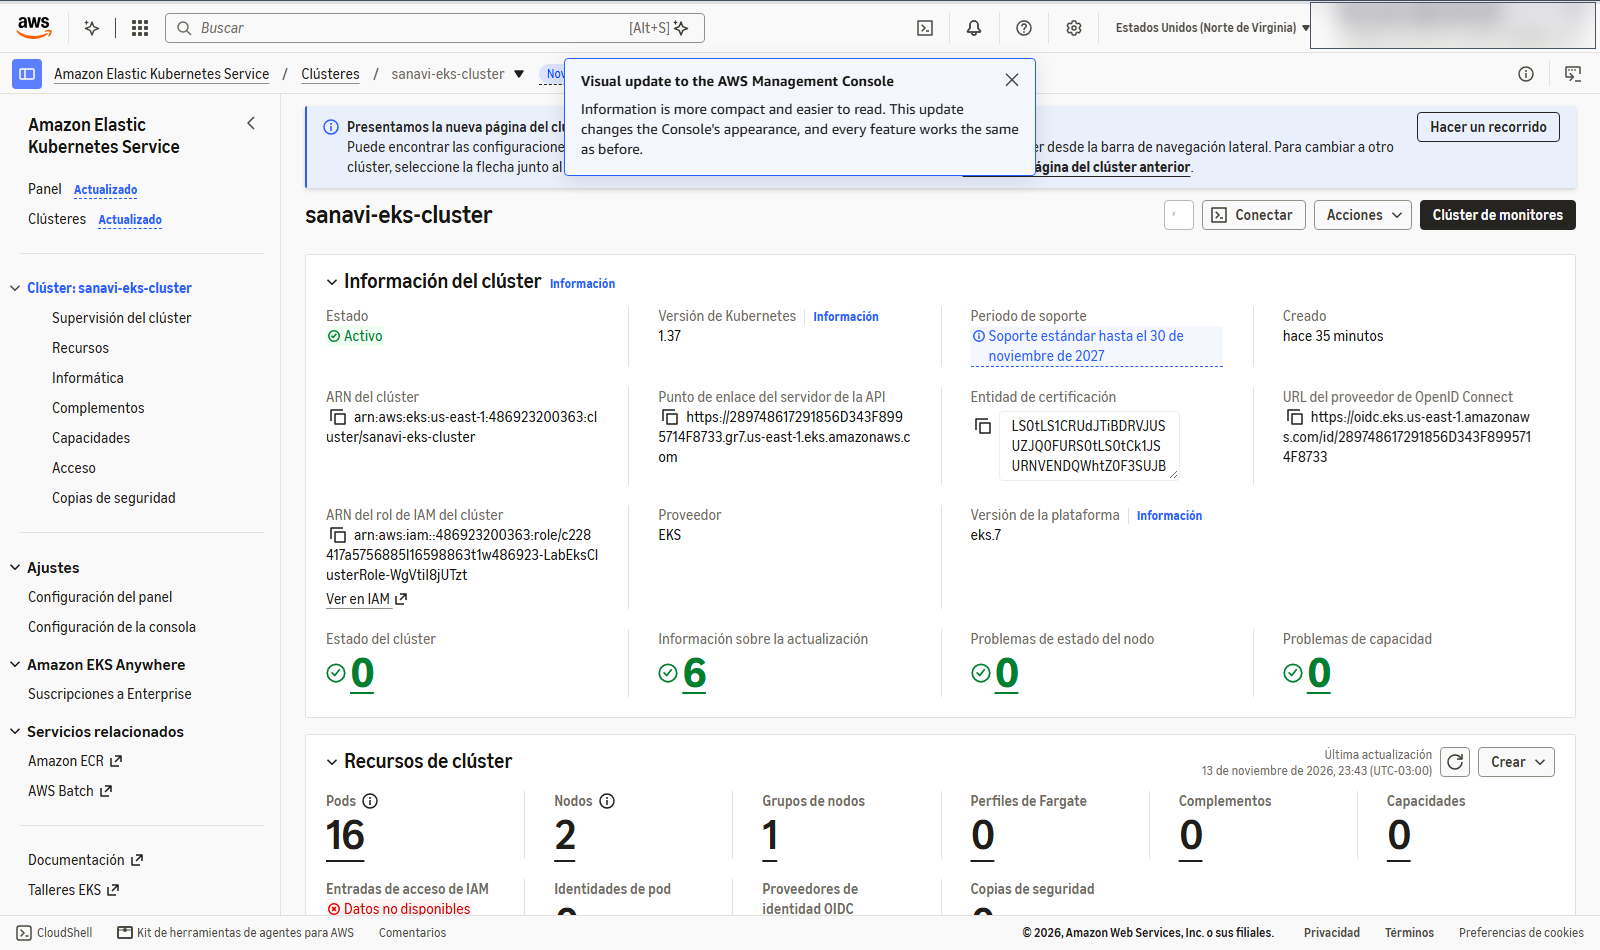 aws
Buscar
[Alt+S]
Estados Unidos (Norte de Virginia)
Amazon Elastic Kubernetes Service / Clústeres / sanavi-eks-cluster
Visual update to the AWS Management Console
Information is more compact and easier to read. This update
changes the Console's appearance, and every feature works the same
as before.
Amazon Elastic
Kubernetes Service
Panel Actualizado
Clústeres Actualizado
Clúster: sanavi-eks-cluster
Supervisión del clúster
Recursos
Informática
Complementos
Capacidades
Acceso
Copias de seguridad
Ajustes
Configuración del panel
Configuración de la consola
Amazon EKS Anywhere
Suscripciones a Enterprise
Servicios relacionados
Amazon ECR
AWS Batch
Documentación
Talleres EKS
Presentamos la nueva página del
Puede encontrar las configuracione
desde la barra de navegación lateral. Para cambiar a otro
clúster, seleccione la flecha junto al
página del clúster anterior.
Hacer un recorrido
sanavi-eks-cluster
Conectar
Acciones
Clúster de monitores
Información del clúster Información
Estado
Activo
Versión de Kubernetes Información
1.37
Periodo de soporte
Soporte estándar hasta el 30 de
noviembre de 2027
Creado
hace 35 minutos
ARN del clúster
arn:aws:eks:us-east-1:486923200363:cl
uster/sanavi-eks-cluster
Punto de enlace del servidor de la API
https://289748617291856D343F899
5714F8733.gr7.us-east-1.eks.amazonaws.c
om
Entidad de certificación
LS0tLS1CRUdJTiBDRVJUS
UZJQ0FURS0tLS0tCk1JS
URNVENDQWhtZ0F3SUJB
URL del proveedor de OpenID Connect
https://oidc.eks.us-east-1.amazonaw
s.com/id/289748617291856D343F899571
4F8733
ARN del rol de IAM del clúster
arn:aws:iam::486923200363:role/c228
417a5756885l16598863t1w486923-LabEksCl
usterRole-WgVtiI8jUTzt
Ver en IAM
Proveedor
EKS
Versión de la plataforma Información
eks.7
Estado del clúster
0
Información sobre la actualización
6
Problemas de estado del nodo
0
Problemas de capacidad
0
Recursos de clúster
Última actualización
13 de noviembre de 2026, 23:43 (UTC-03:00)
Crear
Pods
16
Nodos
2
Grupos de nodos
1
Perfiles de Fargate
0
Complementos
0
Capacidades
0
Entradas de acceso de IAM
Datos no disponibles
Identidades de pod
Proveedores de
identidad OIDC
Copias de seguridad
CloudShell
Kit de herramientas de agentes para AWS
Comentarios
© 2026, Amazon Web Services, Inc. o sus filiales.
Privacidad
Términos
Preferencias de cookies